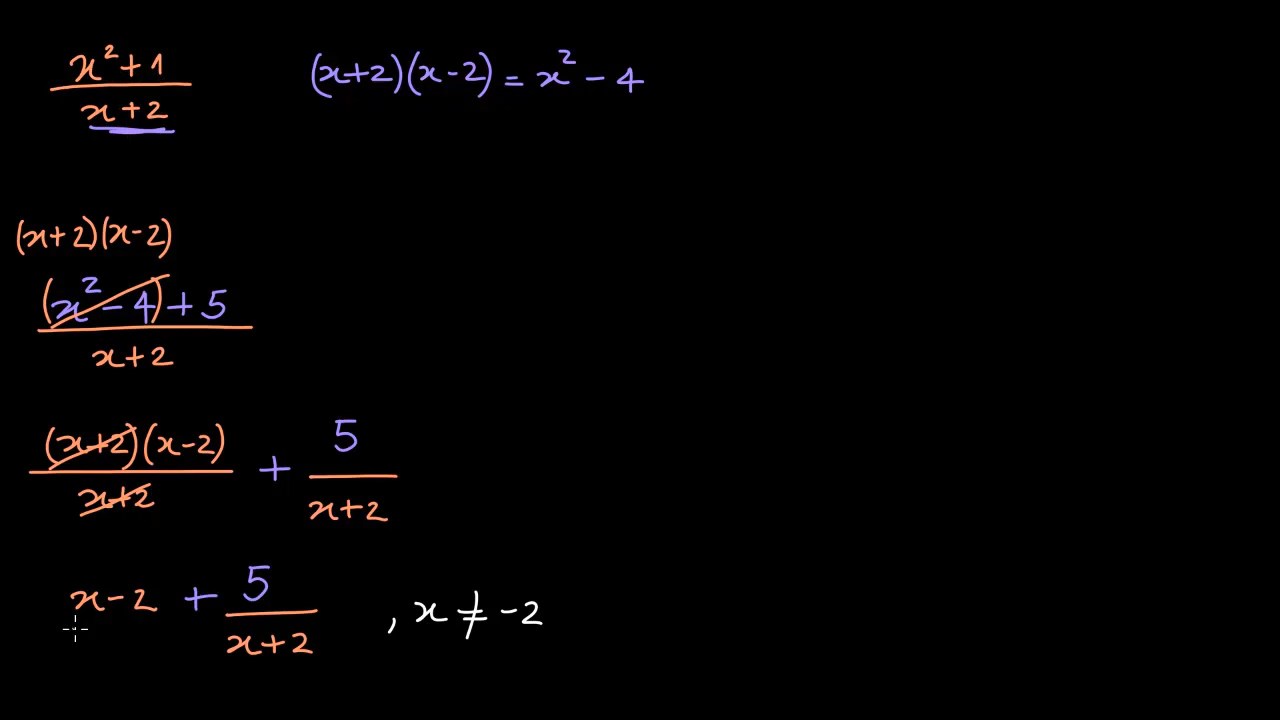 x²+1 / x+2    (x+2)(x-2) = x² - 4
(x+2)(x-2)
(x² - 4) + 5 / x+2
(x+2)(x-2) / x+2 + 5 / x+2
x-2 + 5 / x+2 , x ≠ -2